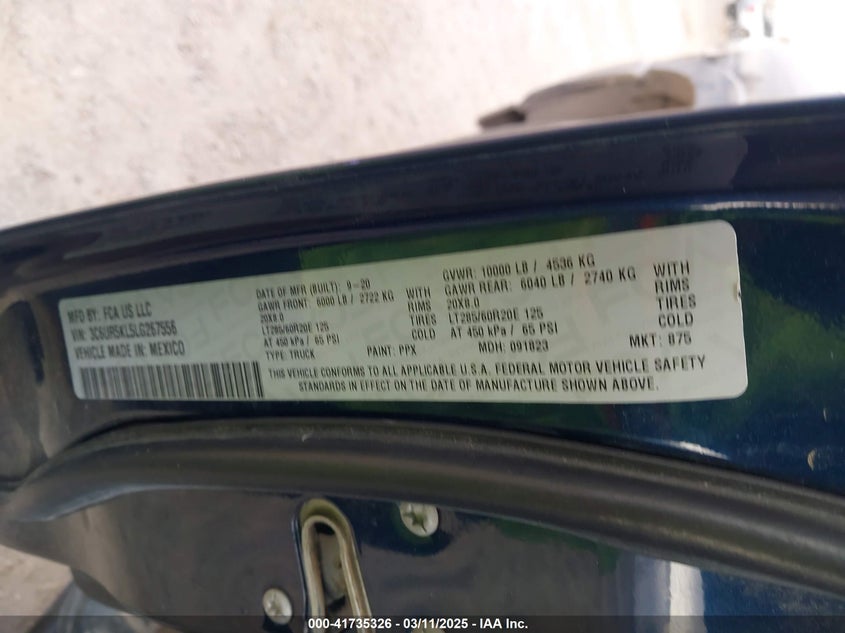 MFD BY: FCA US LLC
VIN: 3C6UR5KL5LG267556
VEHICLE MADE IN: MEXICO
DATE OF MFR (BUILT): 9-20
GAWR FRONT: 6000 LB / 2722 KG WITH
20X8.0 RIMS
LT285/60R20E 125 TIRES
AT 450 kPa / 65 PSI COLD
TYPE: TRUCK PAINT: PPX
GVWR: 10000 LB / 4536 KG
GAWR REAR: 6040 LB / 2740 KG WITH
20X8.0 RIMS
LT285/60R20E 125 TIRES
AT 450 kPa / 65 PSI COLD
MDH: 091823 MKT: 875
THIS VEHICLE CONFORMS TO ALL APPLICABLE U.S.A. FEDERAL MOTOR VEHICLE SAFETY
STANDARDS IN EFFECT ON THE DATE OF MANUFACTURE SHOWN ABOVE.
000-41735326 - 03/11/2025 - IAA Inc.